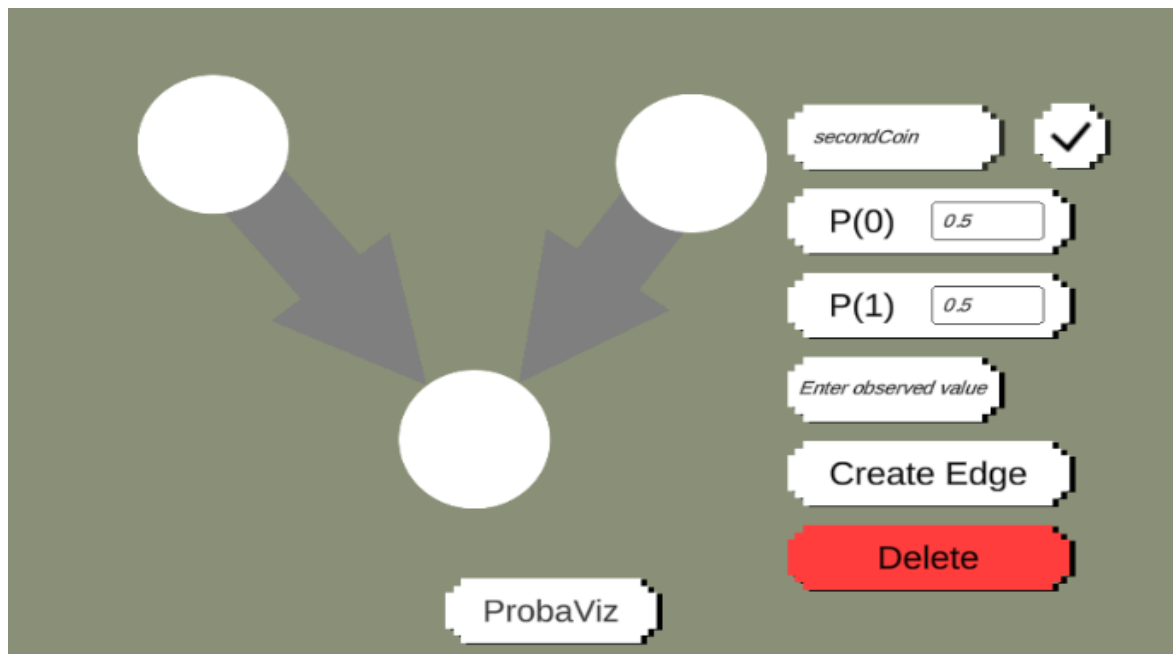 secondCoin
P(0) 0.5
P(1) 0.5
Enter observed value
Create Edge
Delete
ProbaViz